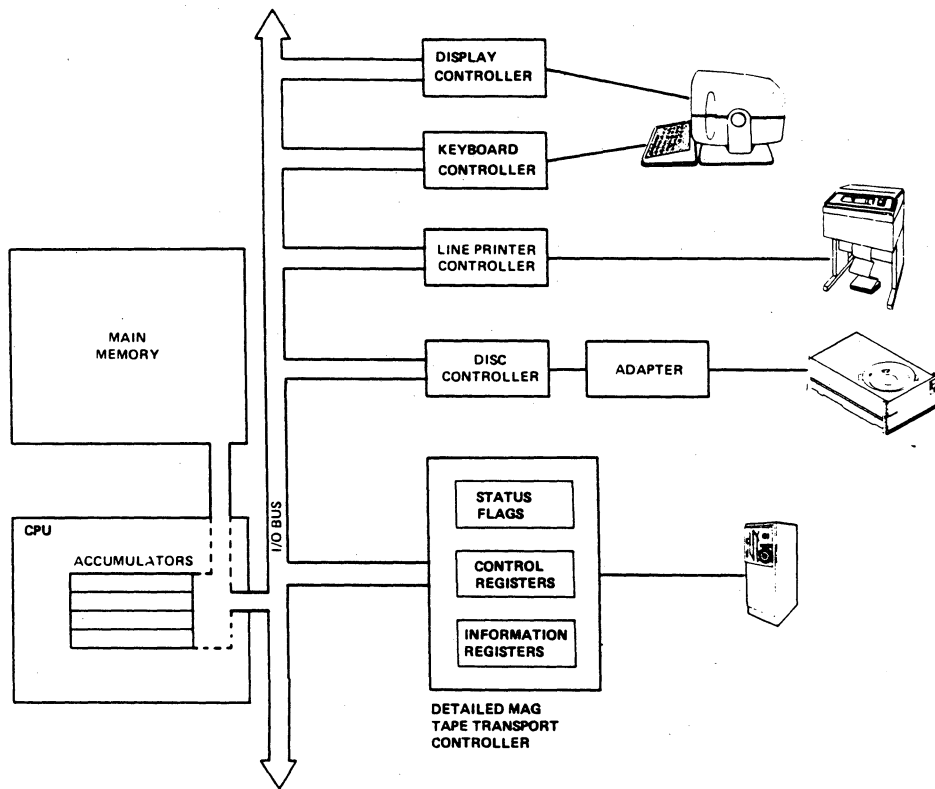 DISPLAY
CONTROLLER
KEYBOARD
CONTROLLER
LINE PRINTER
CONTROLLER
MAIN
MEMORY
DISC
CONTROLLER
ADAPTER
I/O BUS
CPU
ACCUMULATORS
STATUS
FLAGS
CONTROL
REGISTERS
INFORMATION
REGISTERS
DETAILED MAG
TAPE TRANSPORT
CONTROLLER